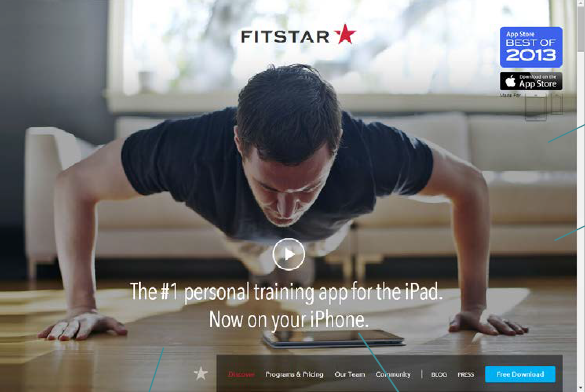 FITSTAR
App Store
BEST OF
2013
Download on the
App Store
The #1 personal training app for the iPad.
Now on your iPhone.
Discover Programs & Pricing Our Team Community | BLOG PRESS Free Download